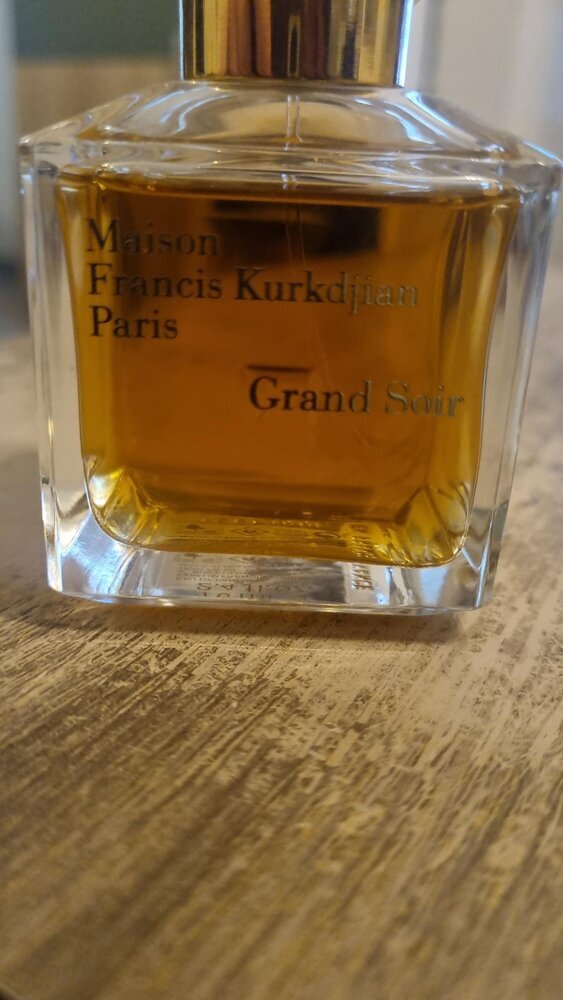 Maison
Francis Kurkdjian
Paris
Grand Soir